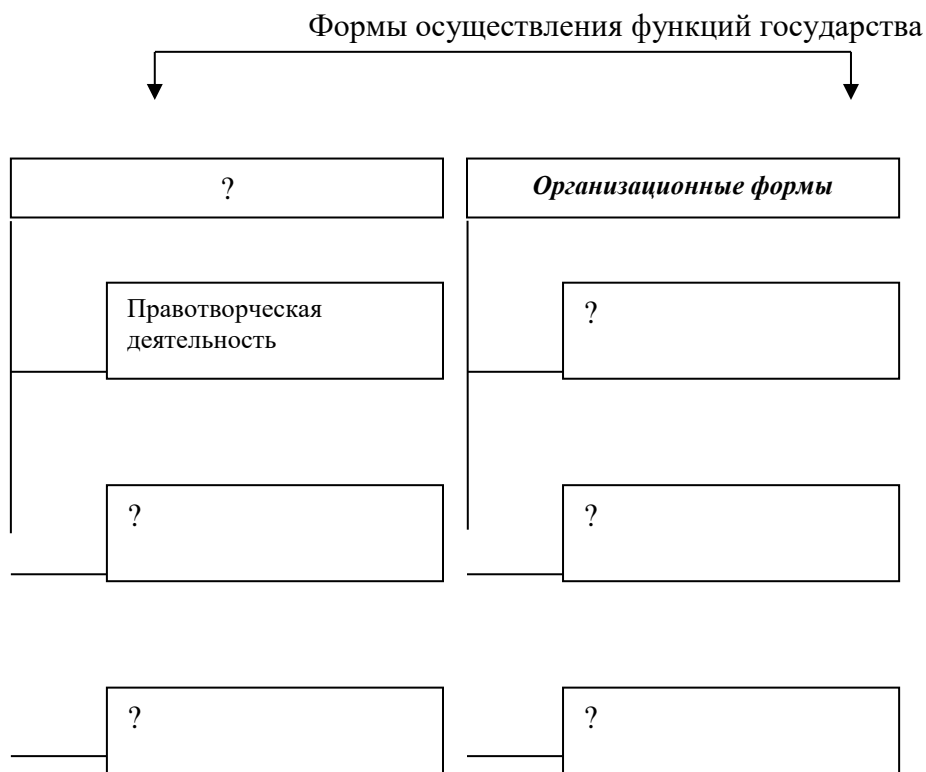 Формы осуществления функций государства
?
Организационные формы
Правотворческая
деятельность
?
?
?
?
?